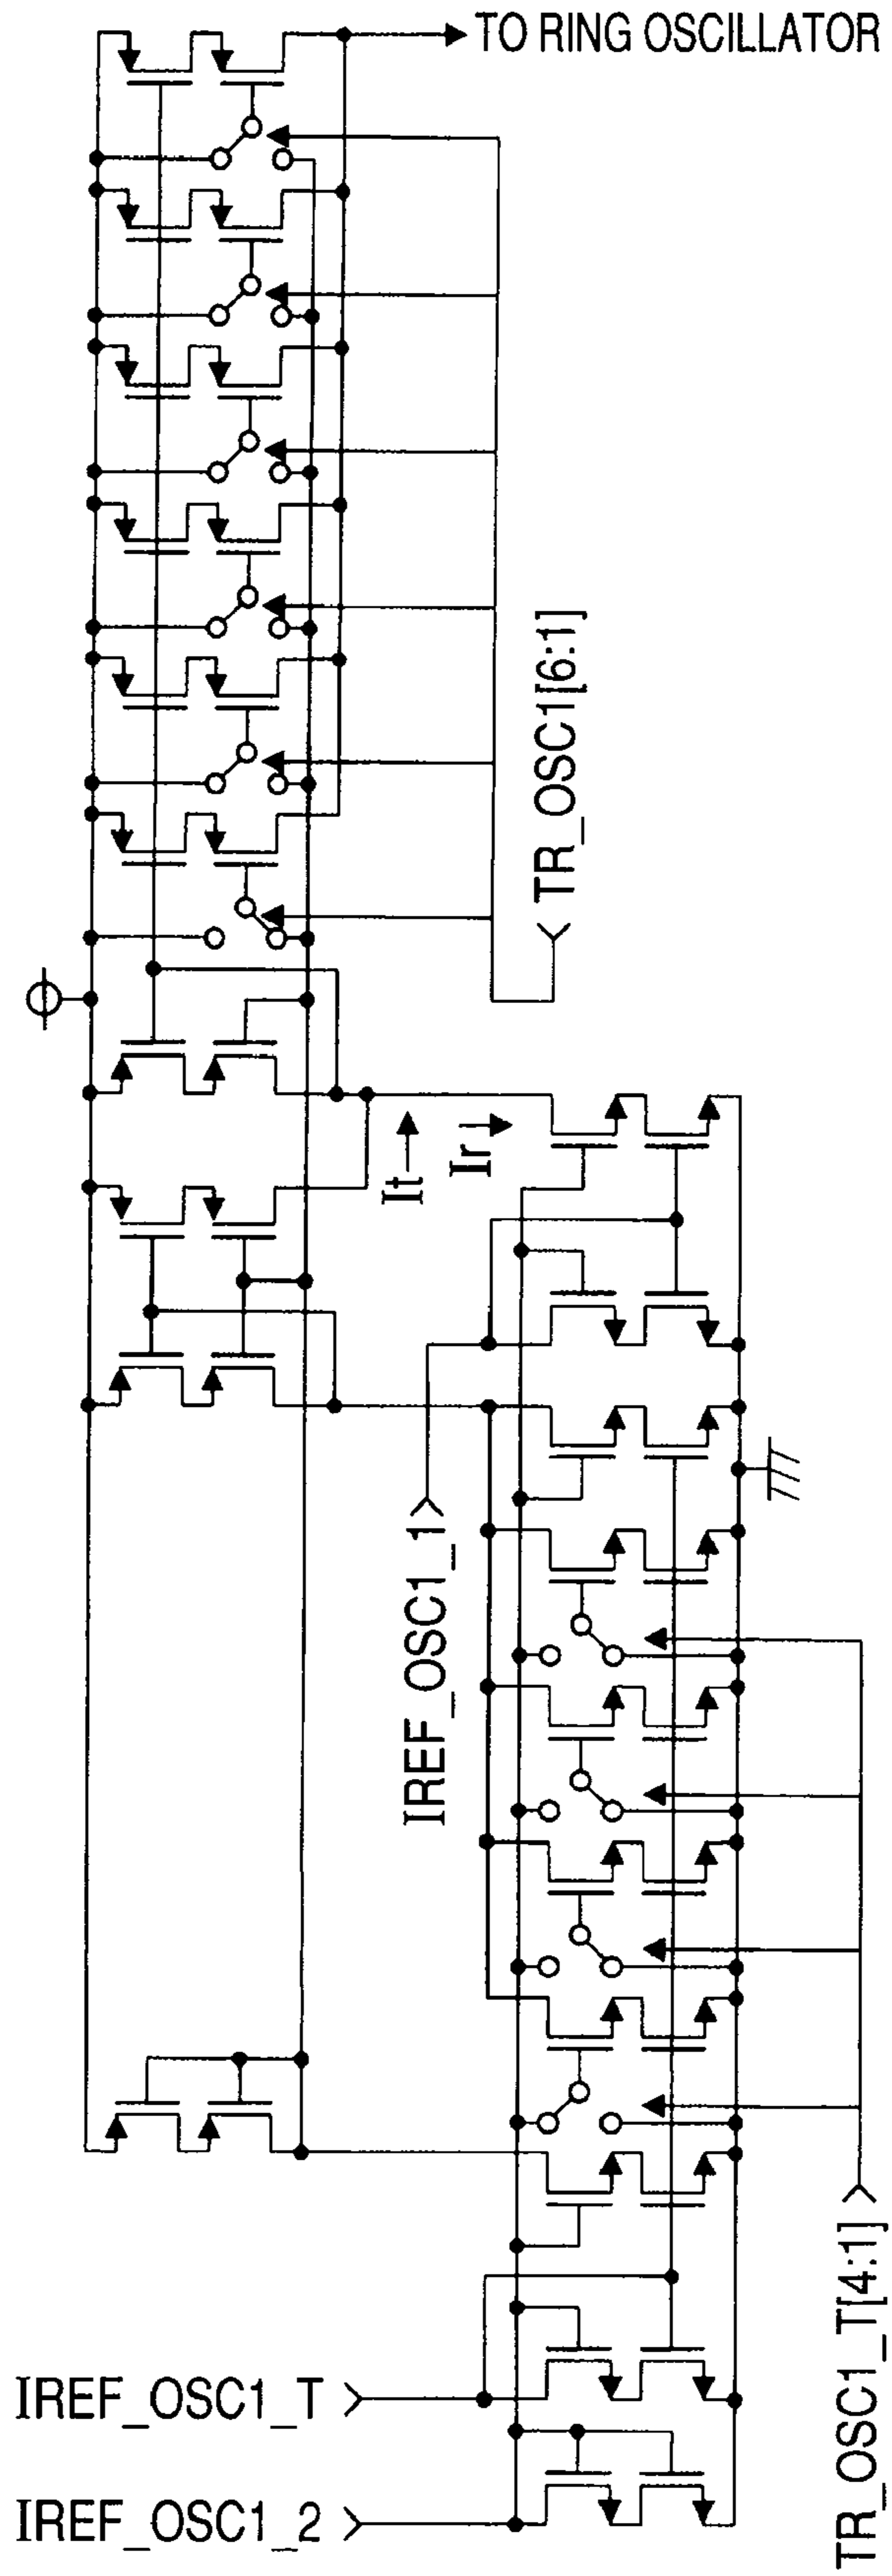 TO RING OSCILLATOR
TR_OSC1[6:1]
It
Ir
IREF_OSC1_1
TR_OSC1_T[4:1]
IREF_OSC1_T
IREF_OSC1_2